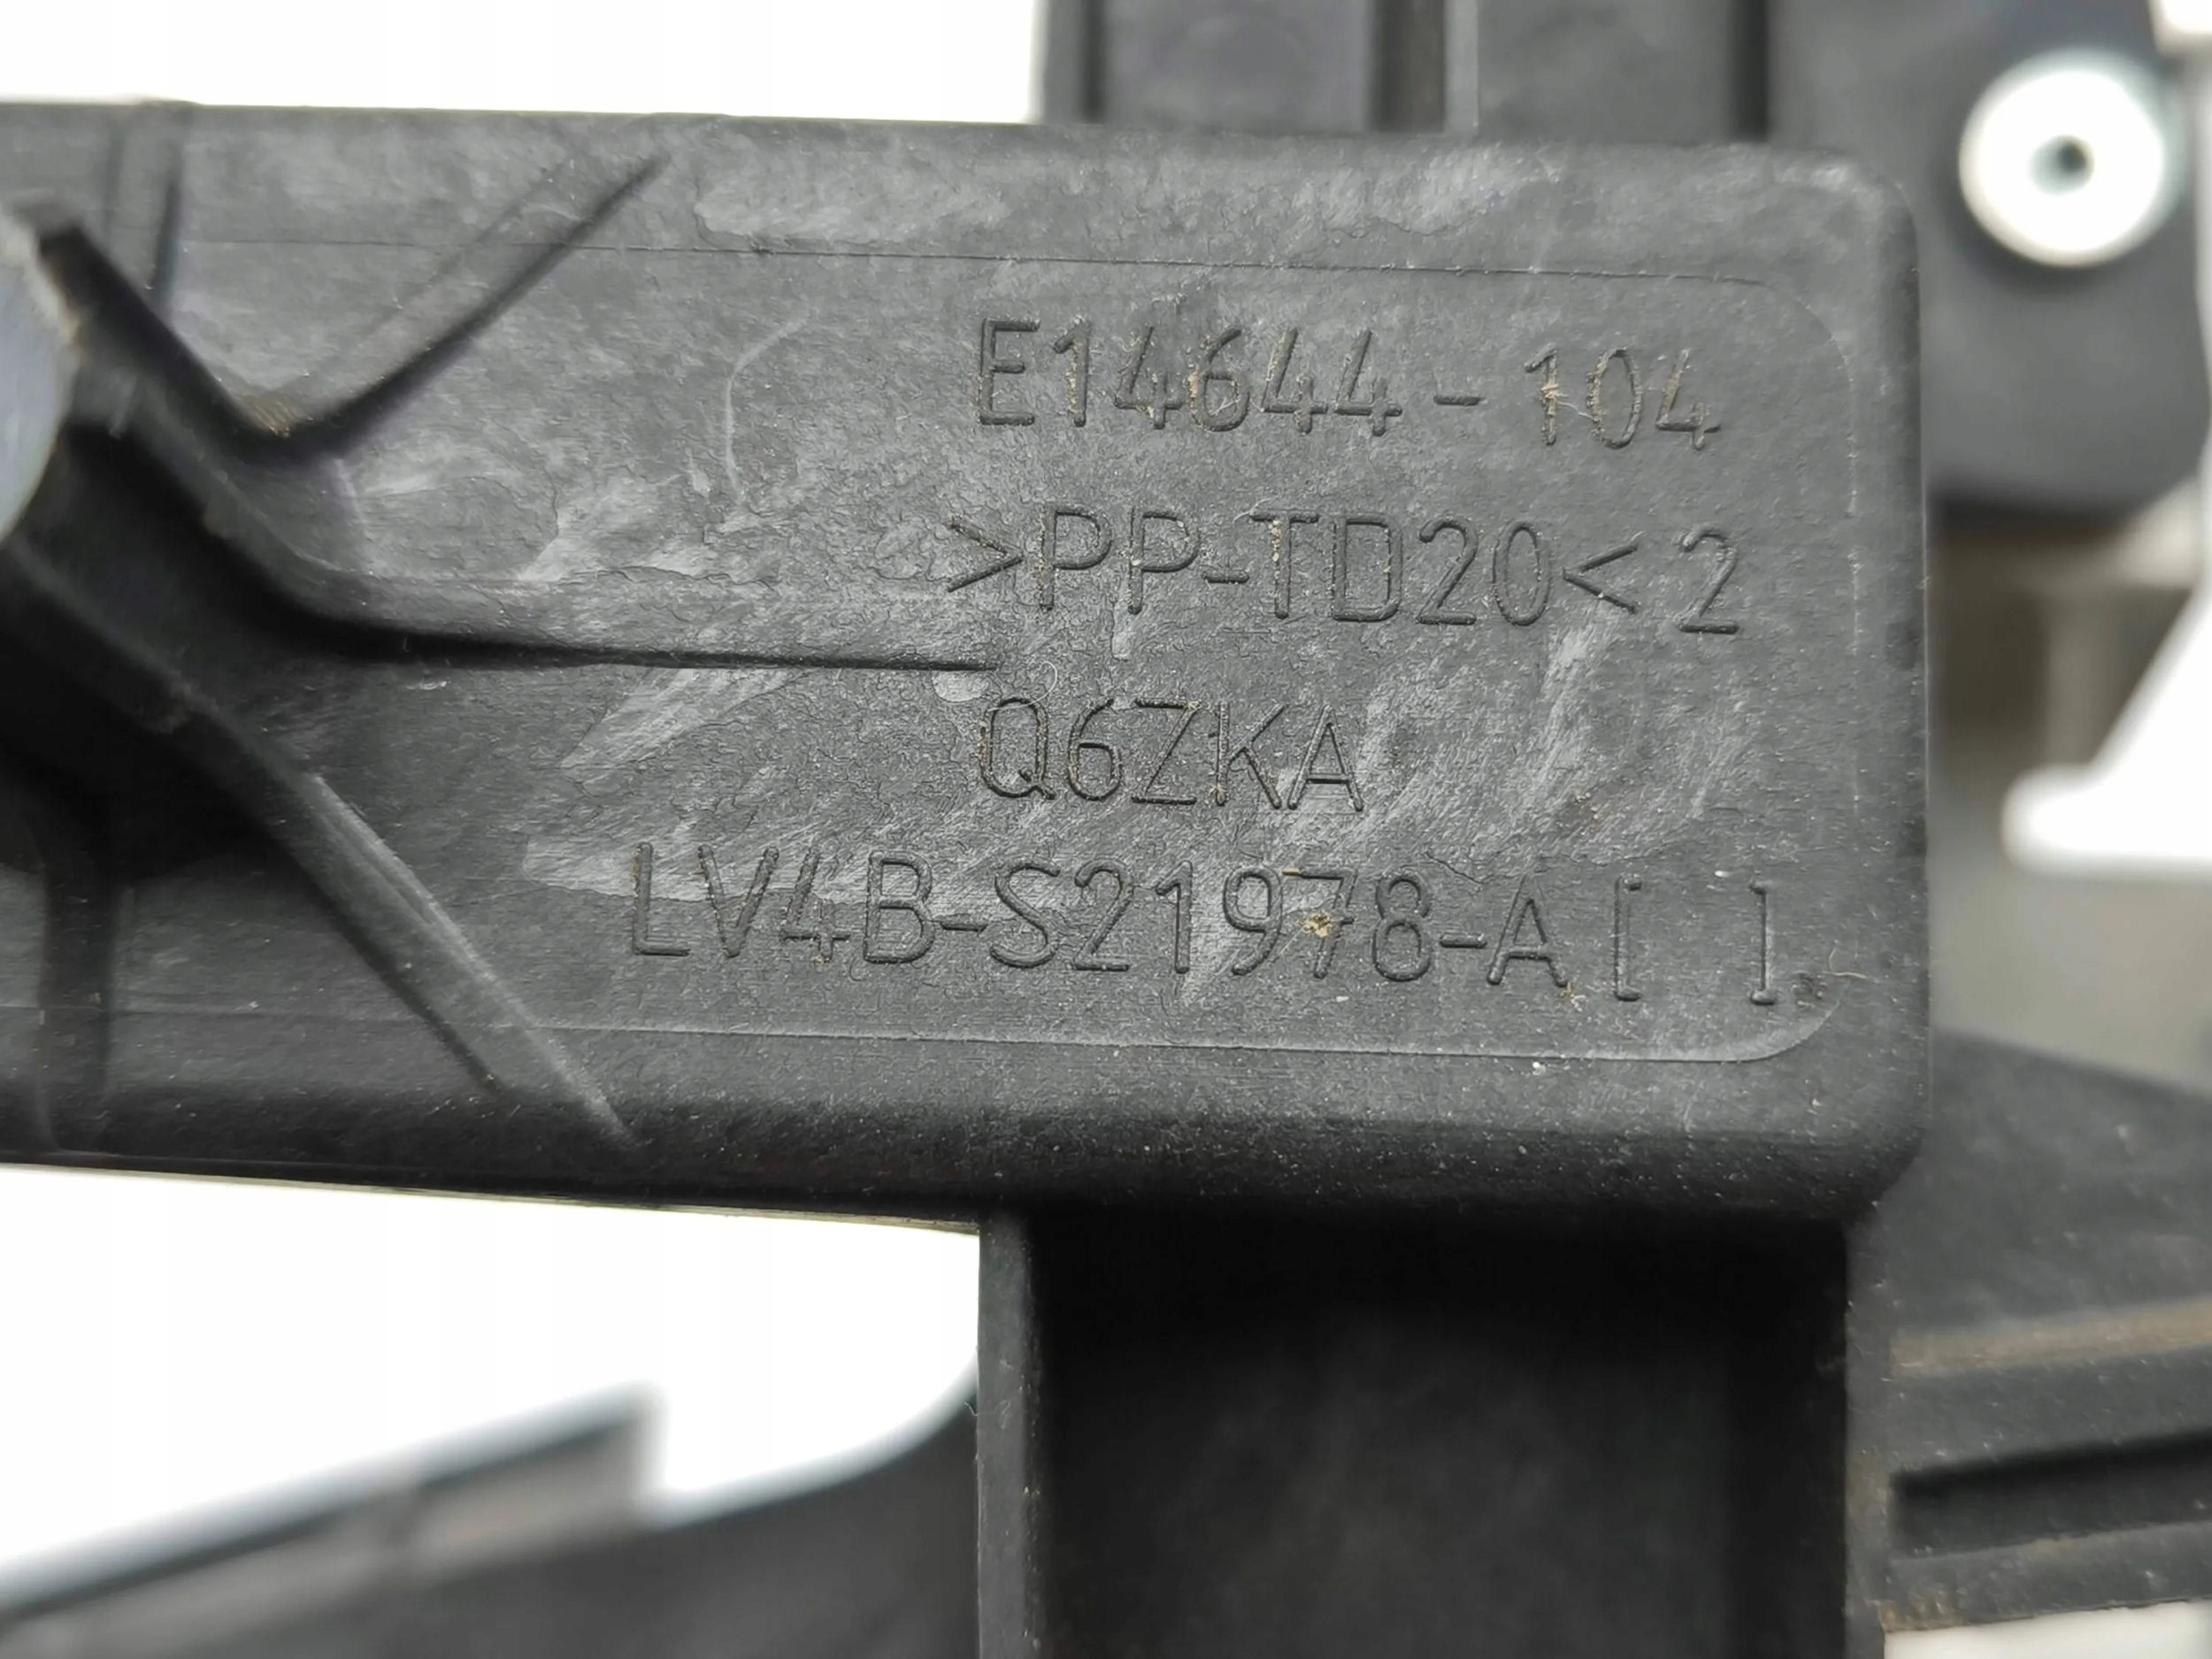 E14644-104
>PP-TD20<2
Q6ZKA
LV4B-S21978-A[ ]